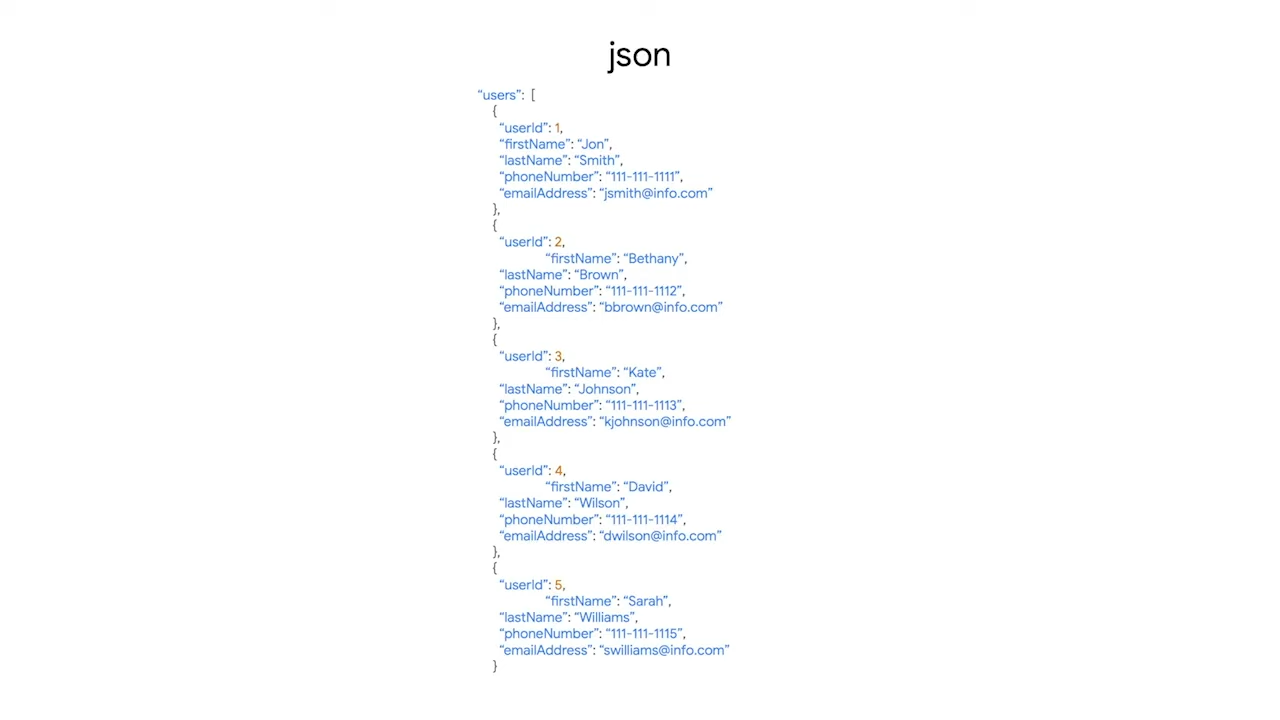 json
“users”: [
{
“userId”: 1,
“firstName”: “Jon”,
“lastName”: “Smith”,
“phoneNumber”: “111-111-1111”,
“emailAddress”: “jsmith@info.com”
},
{
“userId”: 2,
“firstName”: “Bethany”,
“lastName”: “Brown”,
“phoneNumber”: “111-111-1112”,
“emailAddress”: “bbrown@info.com”
},
{
“userId”: 3,
“firstName”: “Kate”,
“lastName”: “Johnson”,
“phoneNumber”: “111-111-1113”,
“emailAddress”: “kjohnson@info.com”
},
{
“userId”: 4,
“firstName”: “David”,
“lastName”: “Wilson”,
“phoneNumber”: “111-111-1114”,
“emailAddress”: “dwilson@info.com”
},
{
“userId”: 5,
“firstName”: “Sarah”,
“lastName”: “Williams”,
“phoneNumber”: “111-111-1115”,
“emailAddress”: “swilliams@info.com”
}